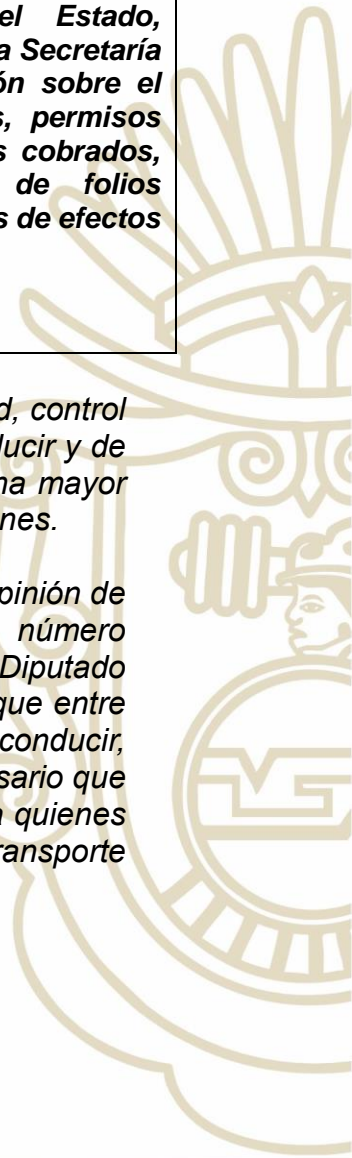 el Estado,
a Secretaría
ón sobre el
s, permisos
s cobrados,
de folios
s de efectos
d, control
ducir y de
na mayor
nes.
pinión de
número
Diputado
que entre
conducir,
sario que
a quienes
ransporte